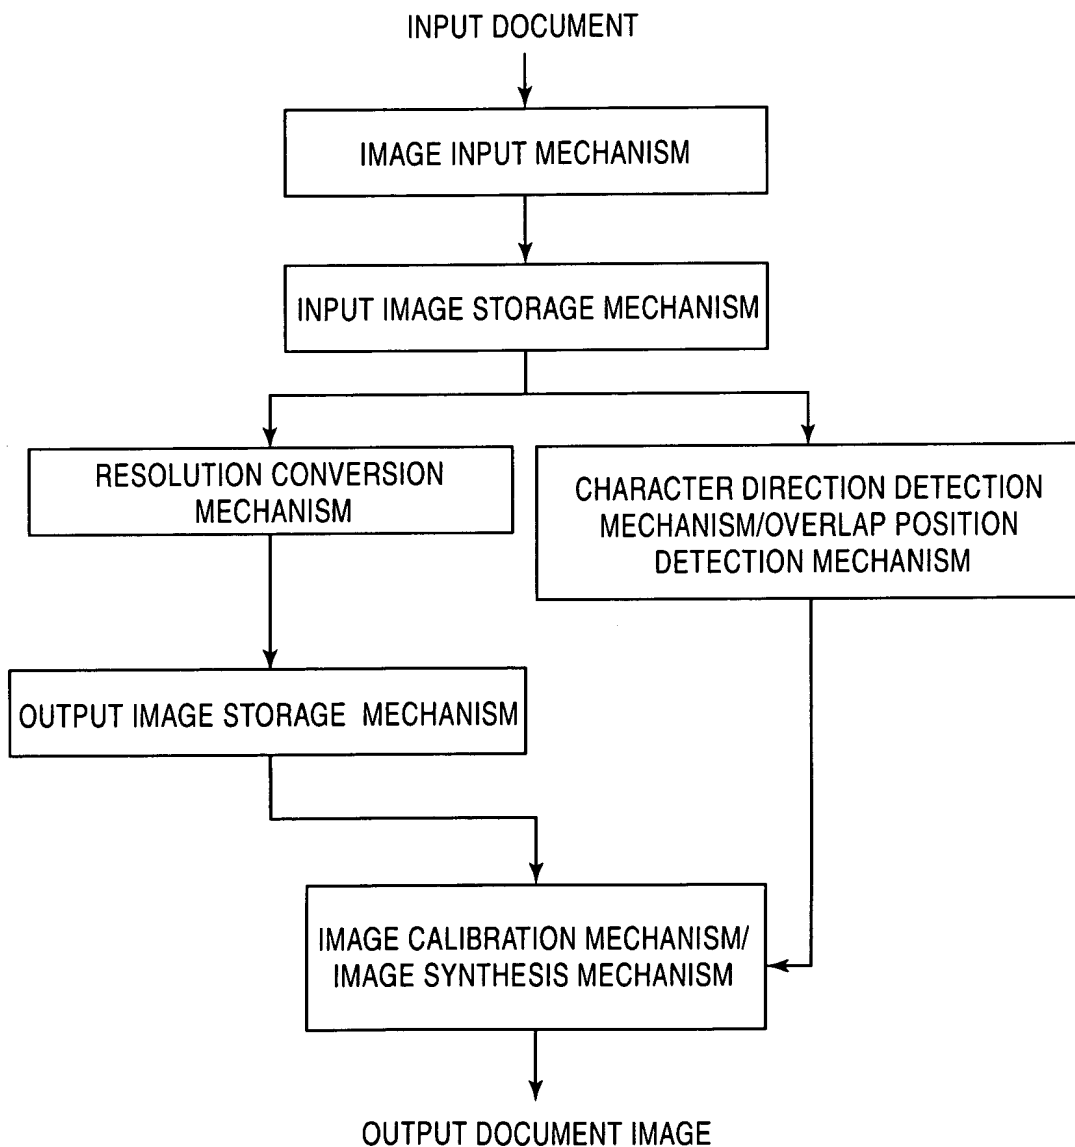 INPUT DOCUMENT
IMAGE INPUT MECHANISM
INPUT IMAGE STORAGE MECHANISM
RESOLUTION CONVERSION
MECHANISM
CHARACTER DIRECTION DETECTION
MECHANISM/OVERLAP POSITION
DETECTION MECHANISM
OUTPUT IMAGE STORAGE MECHANISM
IMAGE CALIBRATION MECHANISM/
IMAGE SYNTHESIS MECHANISM
OUTPUT DOCUMENT IMAGE